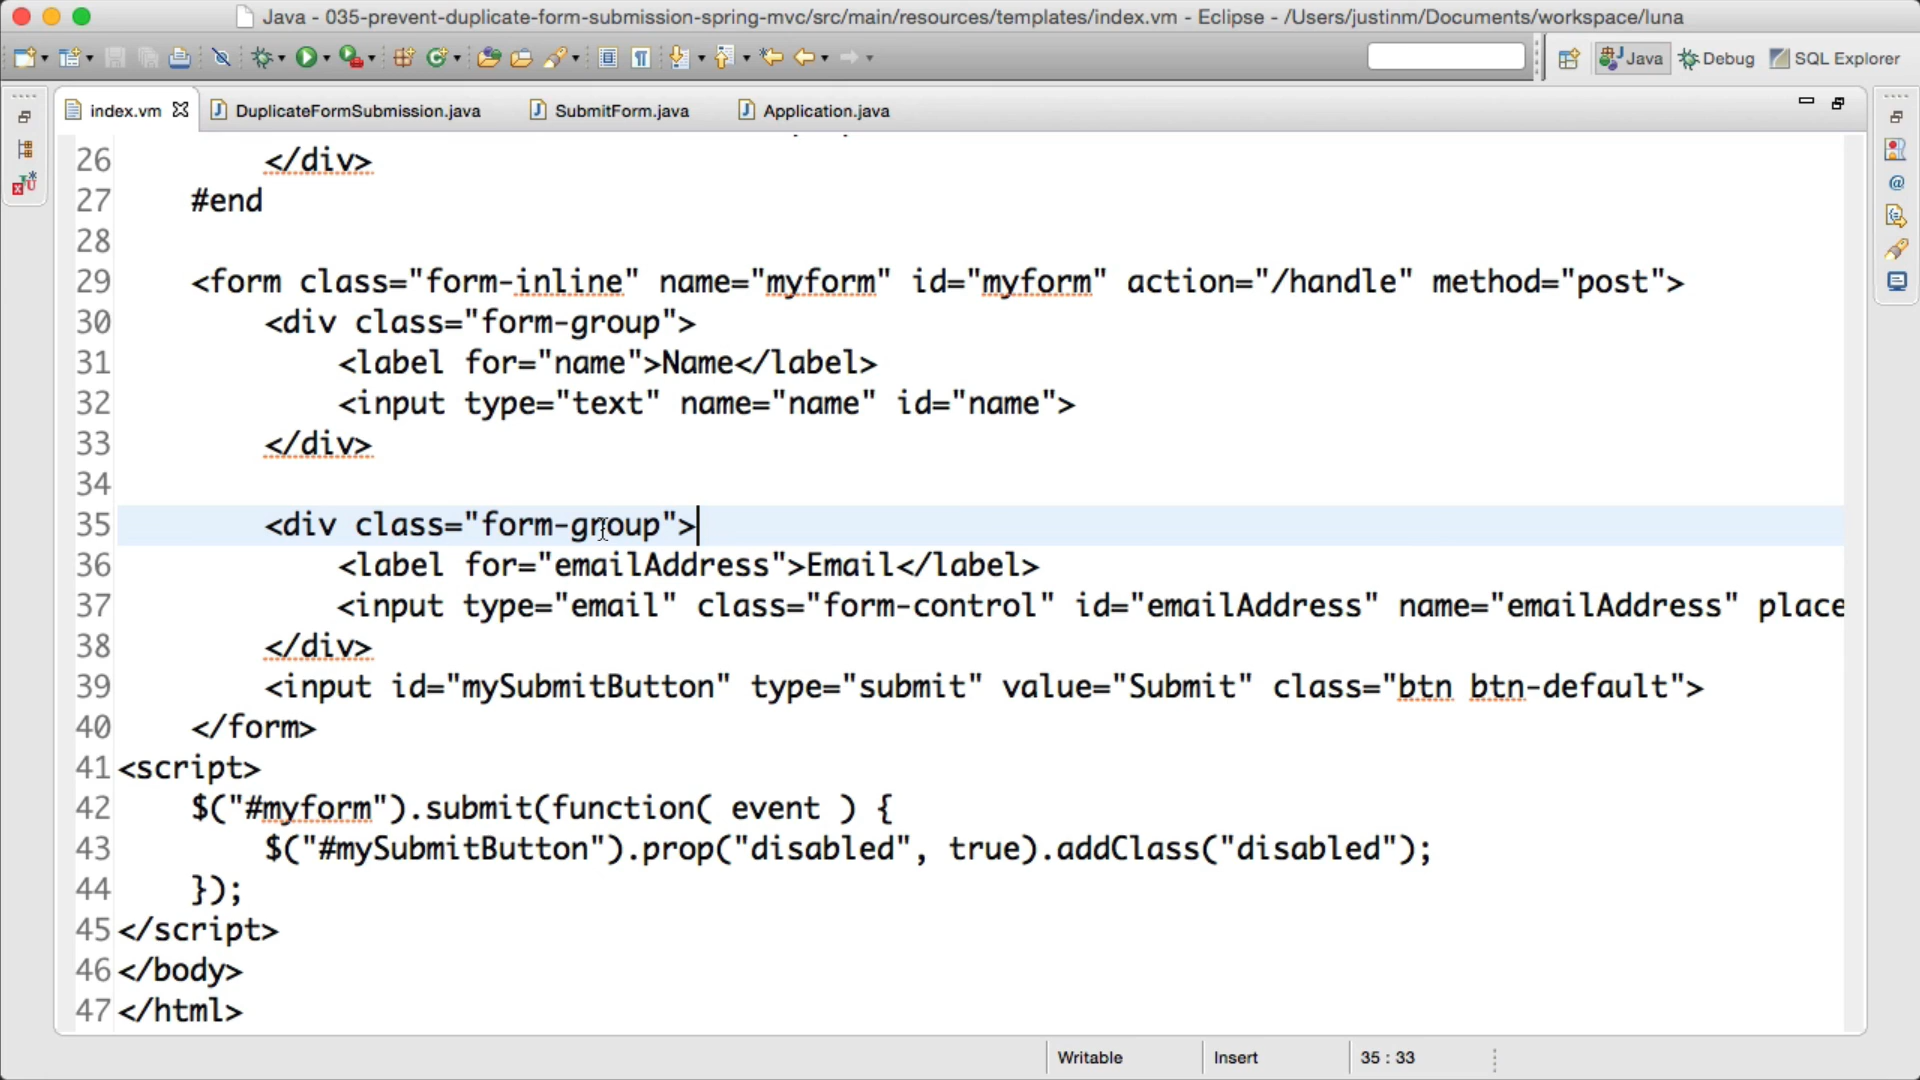 Java - 035-prevent-duplicate-form-submission-spring-mvc/src/main/resources/templates/index.vm - Eclipse - /Users/justinm/Documents/workspace/luna
Java Debug SQL Explorer
index.vm DuplicateFormSubmission.java SubmitForm.java Application.java
26 </div>
27 #end
28
29 <form class="form-inline" name="myform" id="myform" action="/handle" method="post">
30 <div class="form-group">
31 <label for="name">Name</label>
32 <input type="text" name="name" id="name">
33 </div>
34
35 <div class="form-group">
36 <label for="emailAddress">Email</label>
37 <input type="email" class="form-control" id="emailAddress" name="emailAddress" place
38 </div>
39 <input id="mySubmitButton" type="submit" value="Submit" class="btn btn-default">
40 </form>
41 <script>
42 $("#myform").submit(function( event ) {
43 $("#mySubmitButton").prop("disabled", true).addClass("disabled");
44 });
45 </script>
46 </body>
47 </html>
Writable Insert 35 : 33